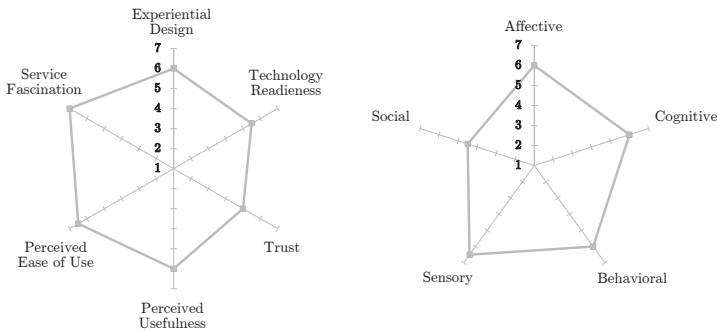 Experiential
Design
7
6
5
4
3
2
1
Technology
Readieness
Trust
Perceived
Usefulness
Perceived
Ease of Use
Service
Fascination
Affective
7
6
5
4
3
2
1
Cognitive
Behavioral
Sensory
Social